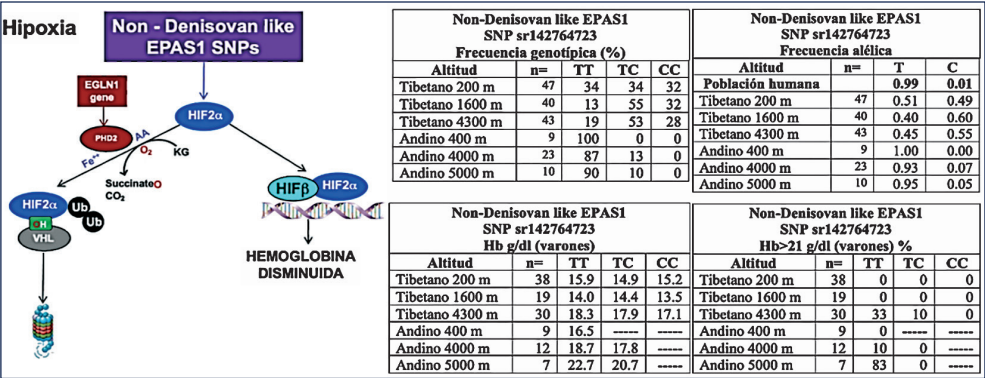 Hipoxia
Non - Denisovan like
EPAS1 SNPs
EGLN1
gene
HIF2α
PHD2
AA
O₂
Fe⁺⁺
KG
SuccinateO
CO₂
HIF2α
Ub
Ub
OH
VHL
HIFβ
HIF2α
HEMOGLOBINA
DISMINUIDA
Non-Denisovan like EPAS1
SNP sr142764723
Frecuencia genotípica (%)
Altitud n= TT TC CC
Tibetano 200 m 47 34 34 32
Tibetano 1600 m 40 13 55 32
Tibetano 4300 m 43 19 53 28
Andino 400 m 9 100 0 0
Andino 4000 m 23 87 13 0
Andino 5000 m 10 90 10 0
Non-Denisovan like EPAS1
SNP sr142764723
Frecuencia alélica
Altitud n= T C
Población humana 0.99 0.01
Tibetano 200 m 47 0.51 0.49
Tibetano 1600 m 40 0.40 0.60
Tibetano 4300 m 43 0.45 0.55
Andino 400 m 9 1.00 0.00
Andino 4000 m 23 0.93 0.07
Andino 5000 m 10 0.95 0.05
Non-Denisovan like EPAS1
SNP sr142764723
Hb g/dl (varones)
Altitud n= TT TC CC
Tibetano 200 m 38 15.9 14.9 15.2
Tibetano 1600 m 19 14.0 14.4 13.5
Tibetano 4300 m 30 18.3 17.9 17.1
Andino 400 m 9 16.5 ----- -----
Andino 4000 m 12 18.7 17.8 -----
Andino 5000 m 7 22.7 20.7 -----
Non-Denisovan like EPAS1
SNP sr142764723
Hb>21 g/dl (varones) %
Altitud n= TT TC CC
Tibetano 200 m 38 0 0 0
Tibetano 1600 m 19 0 0 0
Tibetano 4300 m 30 33 10 0
Andino 400 m 9 0 ----- -----
Andino 4000 m 12 10 0 -----
Andino 5000 m 7 83 0 -----